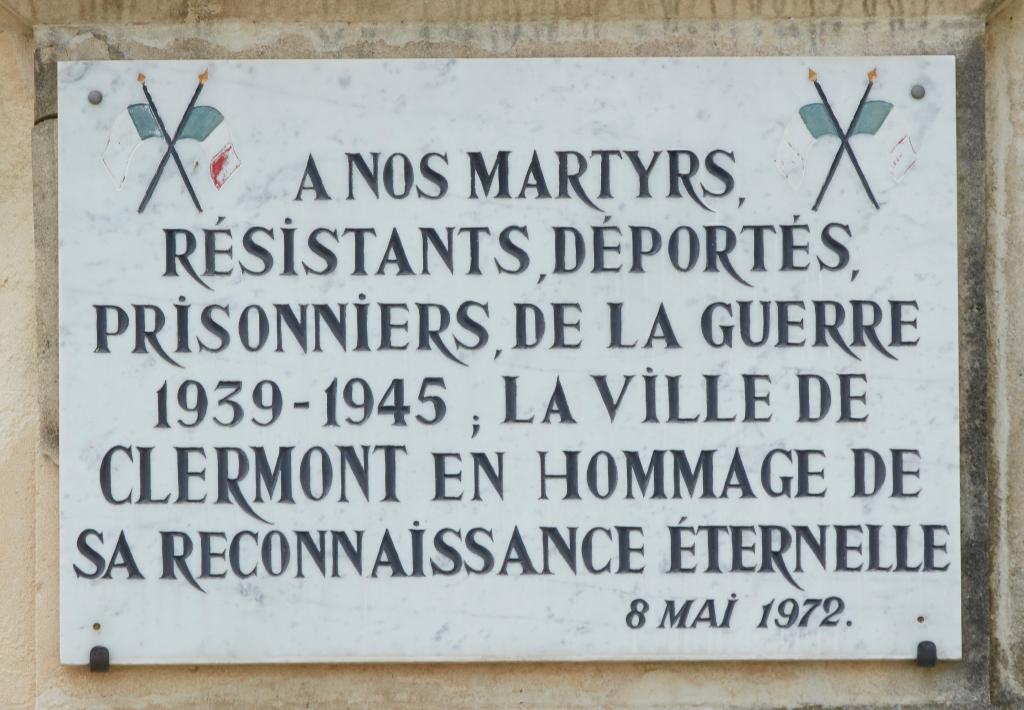 A NOS MARTYRS,
RÉSISTANTS, DÉPORTÉS,
PRISONNIERS, DE LA GUERRE
1939-1945 ; LA VILLE DE
CLERMONT EN HOMMAGE DE
SA RECONNAISSANCE ÉTERNELLE
8 MAI 1972.